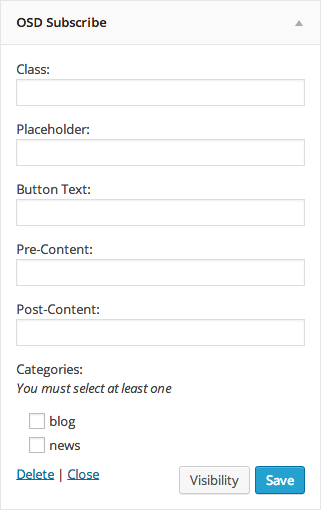 OSD Subscribe
Class:
Placeholder:
Button Text:
Pre-Content:
Post-Content:
Categories:
You must select at least one
blog
news
Delete | Close Visibility Save